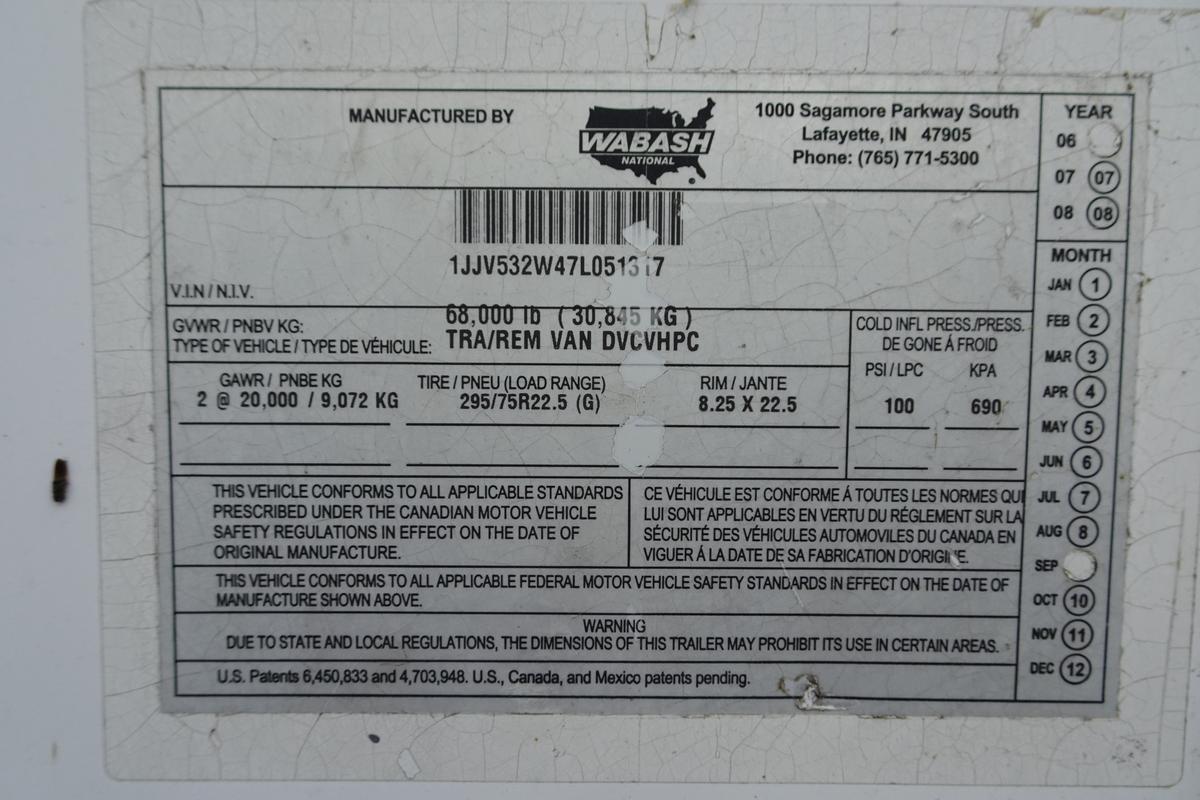 MANUFACTURED BY
WABASH
NATIONAL
1000 Sagamore Parkway South
Lafayette, IN 47905
Phone: (765) 771-5300
YEAR
06
07 07
08 08
V.I.N / N.I.V.
GVWR / PNBV KG: 68,000 lb ( 30,845 KG )
TYPE OF VEHICLE / TYPE DE VÉHICULE: TRA/REM VAN DVCVHPC
GAWR / PNBE KG
2 @ 20,000 / 9,072 KG
TIRE / PNEU (LOAD RANGE)
295/75R22.5 (G)
RIM / JANTE
8.25 X 22.5
COLD INFL PRESS./PRESS.
DE GONE Á FROID
PSI / LPC KPA
100 690
MONTH
JAN 1
FEB 2
MAR 3
APR 4
MAY 5
JUN 6
JUL 7
AUG 8
SEP
OCT 10
NOV 11
DEC 12
THIS VEHICLE CONFORMS TO ALL APPLICABLE STANDARDS
PRESCRIBED UNDER THE CANADIAN MOTOR VEHICLE
SAFETY REGULATIONS IN EFFECT ON THE DATE OF
ORIGINAL MANUFACTURE.
CE VÉHICULE EST CONFORME Á TOUTES LES NORMES QUI
LUI SONT APPLICABLES EN VERTU DU RÉGLEMENT SUR LA
SÉCURITÉ DES VÉHICULES AUTOMOVILES DU CANADA EN
VIGUER Á LA DATE DE SA FABRICATION D'ORIGINE.
THIS VEHICLE CONFORMS TO ALL APPLICABLE FEDERAL MOTOR VEHICLE SAFETY STANDARDS IN EFFECT ON THE DATE OF
MANUFACTURE SHOWN ABOVE.
WARNING
DUE TO STATE AND LOCAL REGULATIONS, THE DIMENSIONS OF THIS TRAILER MAY PROHIBIT ITS USE IN CERTAIN AREAS.
U.S. Patents 6,450,833 and 4,703,948. U.S., Canada, and Mexico patents pending.